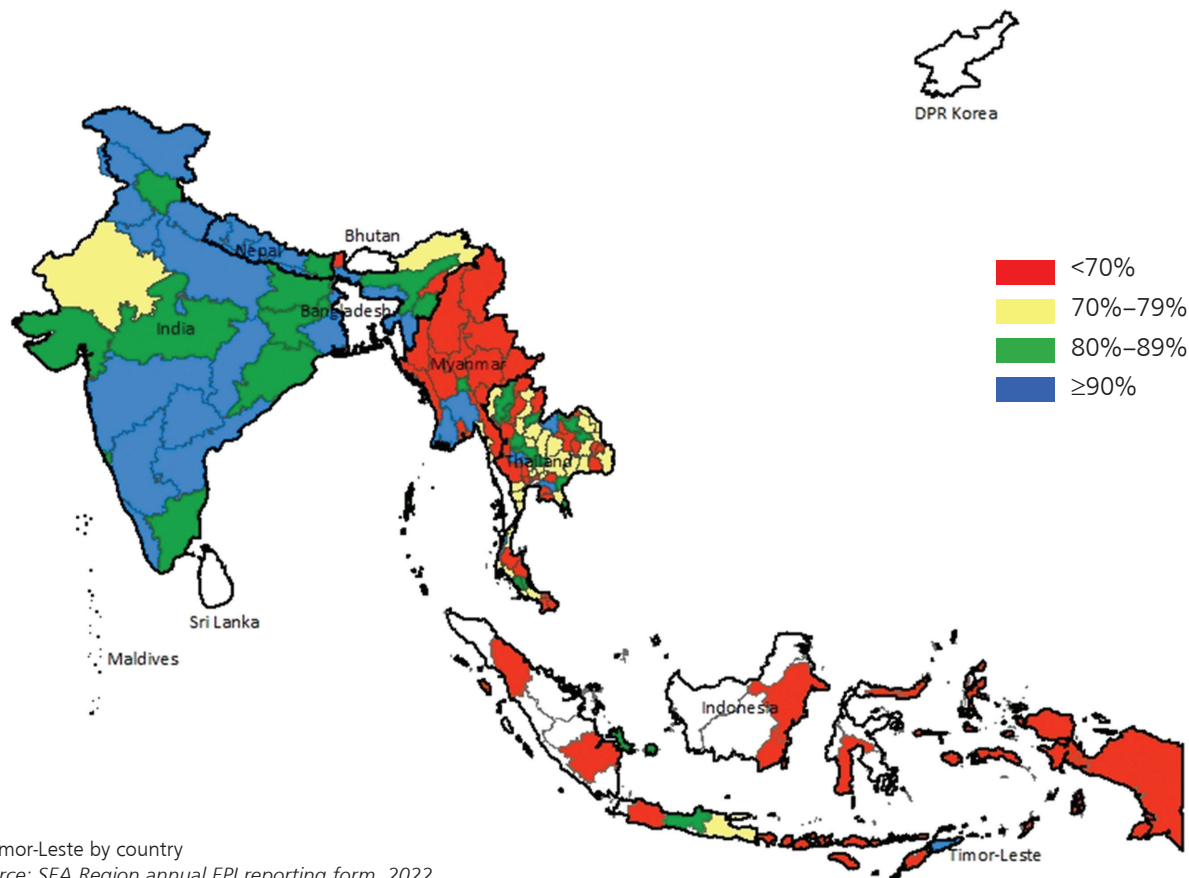 DPR Korea
Bhutan
Nepal
<70%
70%–79%
Bangladesh
India
80%–89%
Myanmar
≥90%
Thailand
Sri Lanka
Maldives
Indonesia
mor-Leste by country
Timor-Leste
rce: SEA Region annual EPI reporting form, 2022